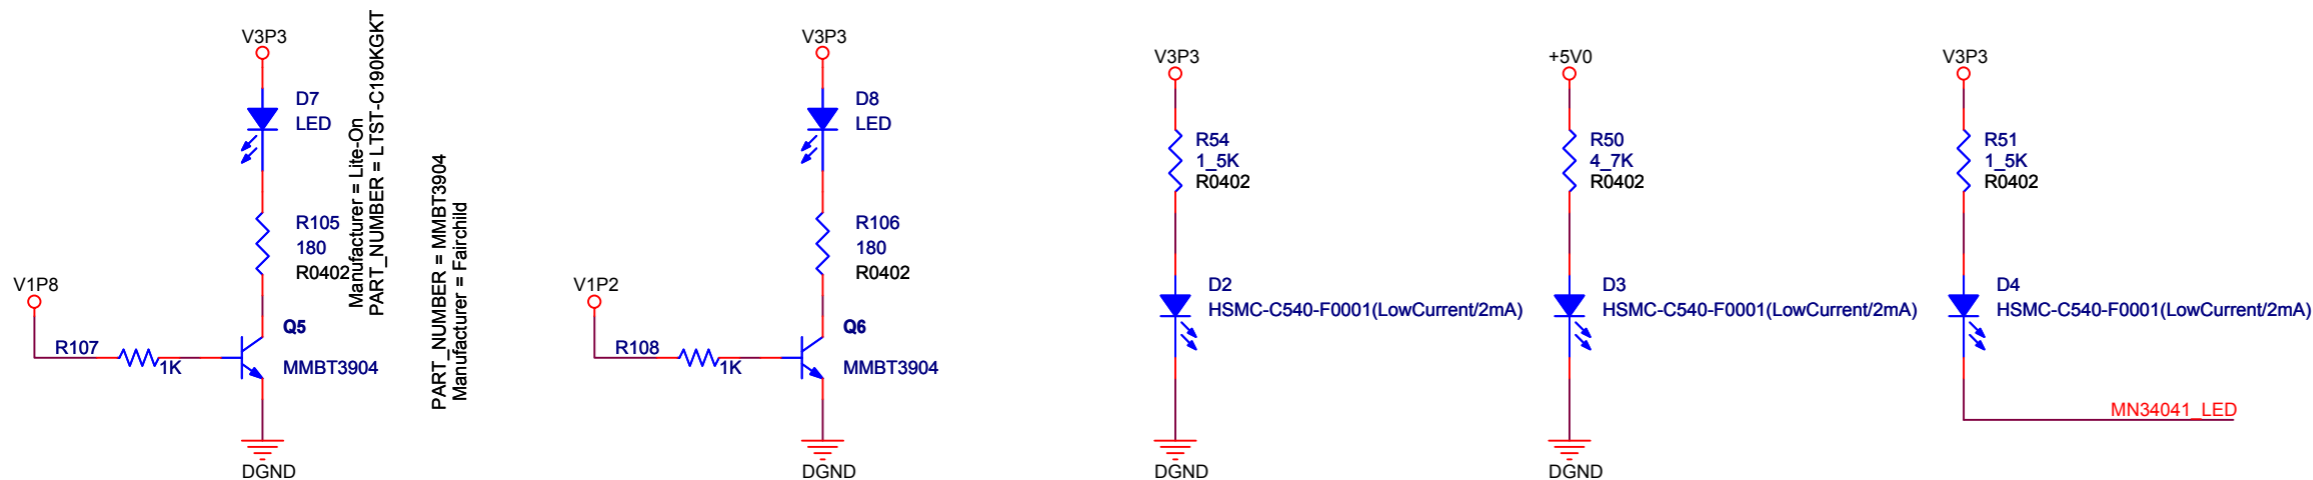 V3P3
D7
LED
R105
180
R0402
Manufacturer = Lite-On
PART_NUMBER = LTST-C190KGKT
V1P8
R107
1K
Q5
MMBT3904
PART_NUMBER = MMBT3904
Manufacturer = Fairchild
DGND
V3P3
D8
LED
R106
180
R0402
V1P2
R108
1K
Q6
MMBT3904
DGND
V3P3
R54
1_5K
R0402
D2
HSMC-C540-F0001(LowCurrent/2mA)
DGND
+5V0
R50
4_7K
R0402
D3
HSMC-C540-F0001(LowCurrent/2mA)
DGND
V3P3
R51
1_5K
R0402
D4
HSMC-C540-F0001(LowCurrent/2mA)
MN34041_LED